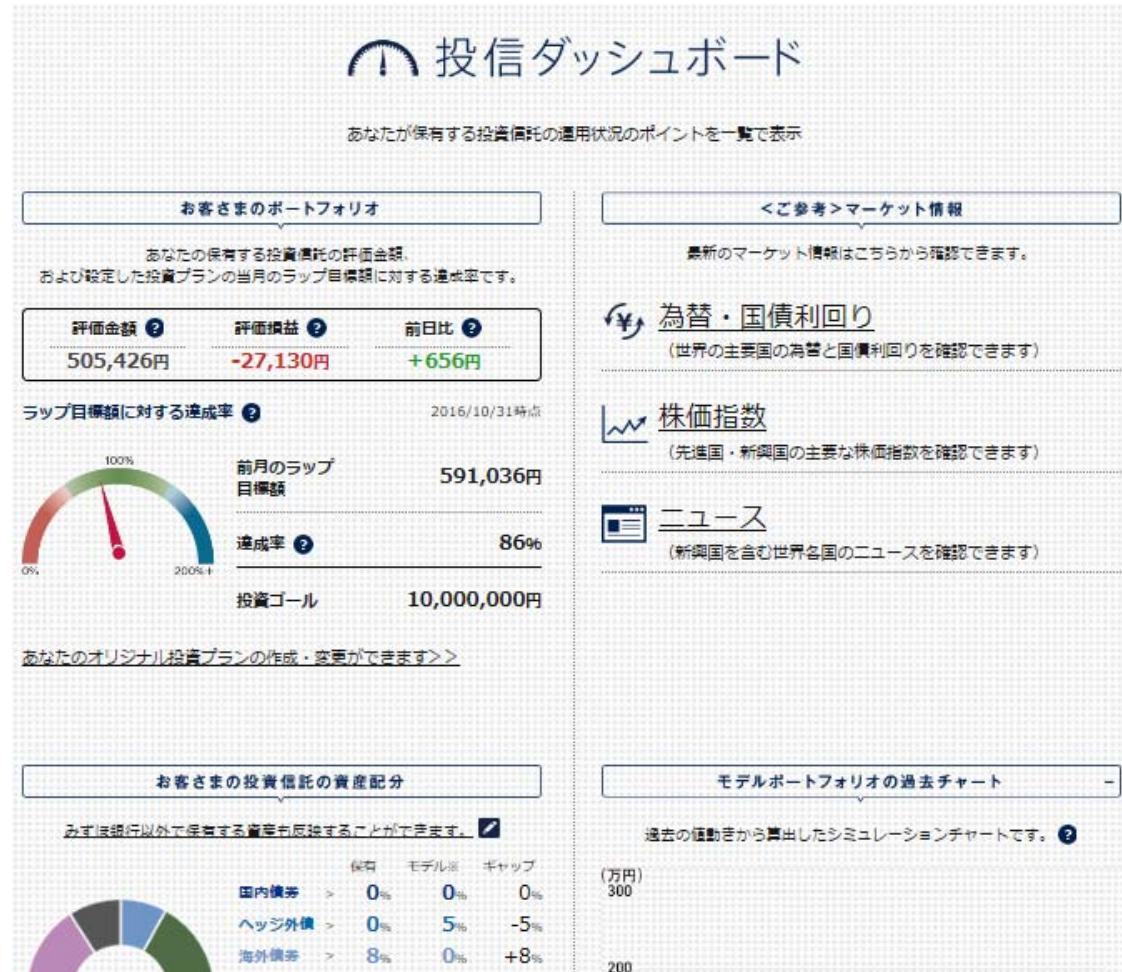 投信ダッシュボード
あなたが保有する投資信託の運用状況のポイントを一覧で表示
お客さまのポートフォリオ
あなたの保有する投資信託の評価金額、
および設定した投資プランの当月のラップ目標額に対する達成率です。
評価金額 ? 評価損益 ? 前日比 ?
505,426円 -27,130円 +656円
ラップ目標額に対する達成率 ? 2016/10/31時点
100%
0%
200%+
前月のラップ
目標額
591,036円
達成率 ? 86%
投資ゴール 10,000,000円
あなたのオリジナル投資プランの作成・変更ができます>>
<ご参考>マーケット情報
最新のマーケット情報はこちらから確認できます。
為替・国債利回り
（世界の主要国の為替と国債利回りを確認できます）
株価指数
（先進国・新興国の主要な株価指数を確認できます）
ニュース
（新興国を含む世界各国のニュースを確認できます）
お客さまの投資信託の資産配分
みずほ銀行以外で保有する資産も反映することができます。
保有 モデル※ ギャップ
国内債券 > 0% 0% 0%
ヘッジ外債 > 0% 5% -5%
海外債券 > 8% 0% +8%
モデルポートフォリオの過去チャート -
過去の値動きから算出したシミュレーションチャートです。 ?
(万円)
300
200